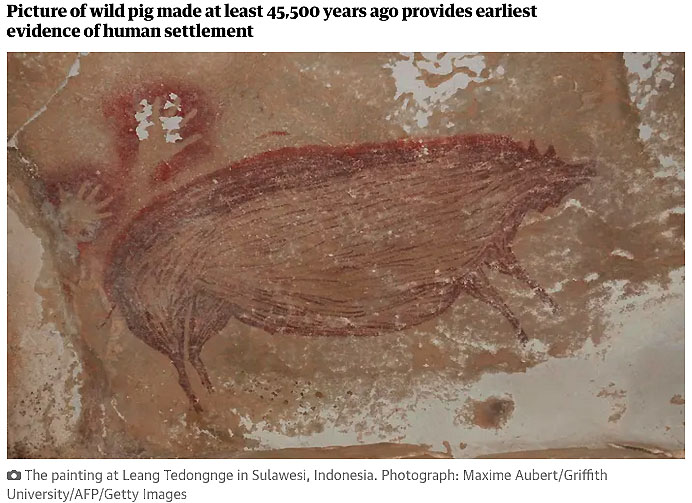 Picture of wild pig made at least 45,500 years ago provides earliest
evidence of human settlement
The painting at Leang Tedongnge in Sulawesi, Indonesia. Photograph: Maxime Aubert/Griffith
University/AFP/Getty Images